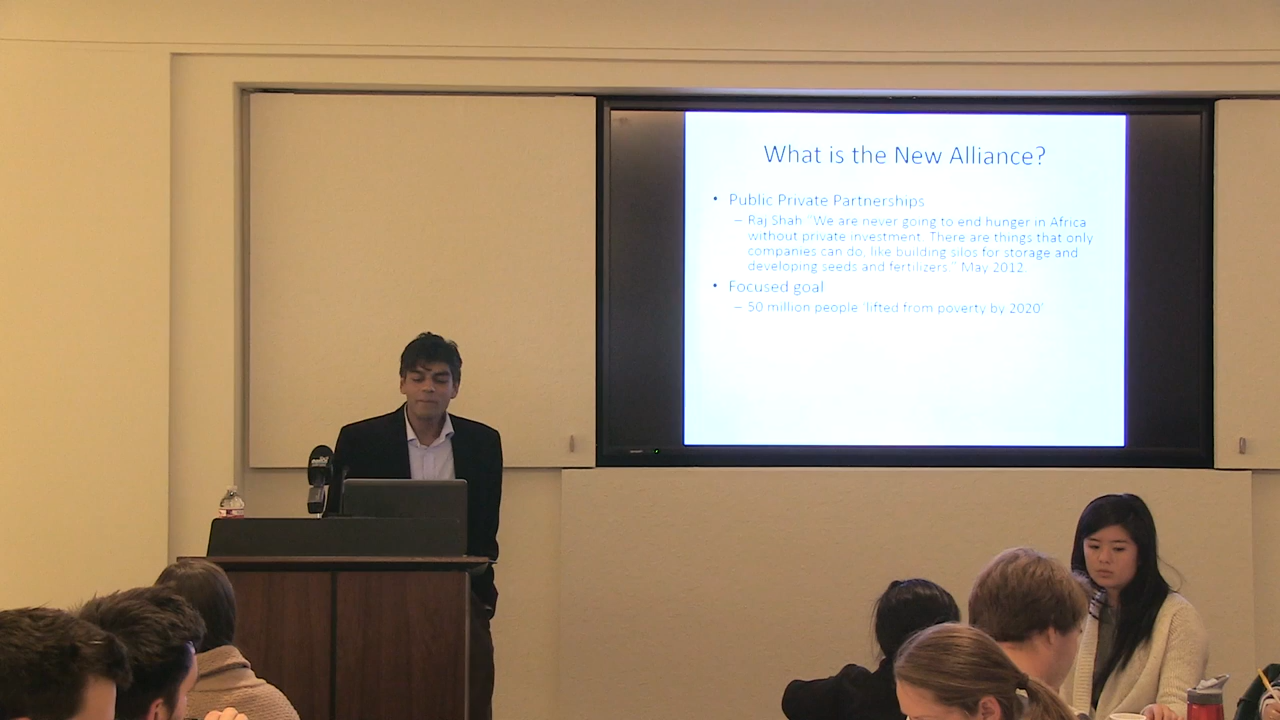 What is the New Alliance?
• Public Private Partnerships
– Raj Shah "We are never going to end hunger in Africa
without private investment. There are things that only
companies can do, like building silos for storage and
developing seeds and fertilizers." May 2012.
• Focused goal
– 50 million people 'lifted from poverty by 2020'